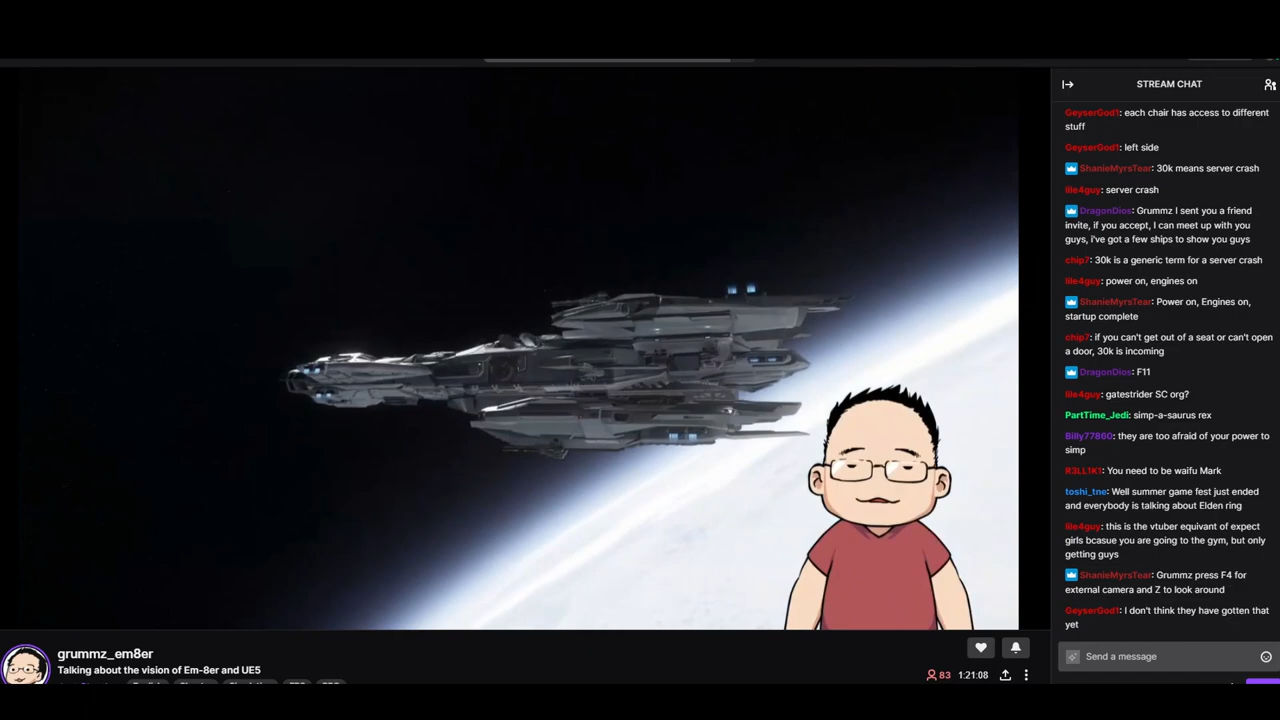 STREAM CHAT
GeyserGod1: each chair has access to different
stuff
GeyserGod1: left side
ShanieMyrsTear: 30k means server crash
lile4guy: server crash
DragonDios: Grummz I sent you a friend
invite, if you accept, I can meet up with you
guys, i've got a few ships to show you guys
chip7: 30k is a generic term for a server crash
lile4guy: power on, engines on
ShanieMyrsTear: Power on, Engines on,
startup complete
chip7: if you can't get out of a seat or can't open
a door, 30k is incoming
DragonDios: F11
lile4guy: gatestrider SC org?
PartTime_Jedi: simp-a-saurus rex
Billy77860: they are too afraid of your power to
simp
R3LL1K1: You need to be waifu Mark
toshi_tne: Well summer game fest just ended
and everybody is talking about Elden ring
lile4guy: this is the vtuber equivant of expect
girls bcasue you are going to the gym, but only
getting guys
ShanieMyrsTear: Grummz press F4 for
external camera and Z to look around
GeyserGod1: I don't think they have gotten that
yet
Send a message
grummz_em8er
Talking about the vision of Em-8er and UE5
83 1:21:08